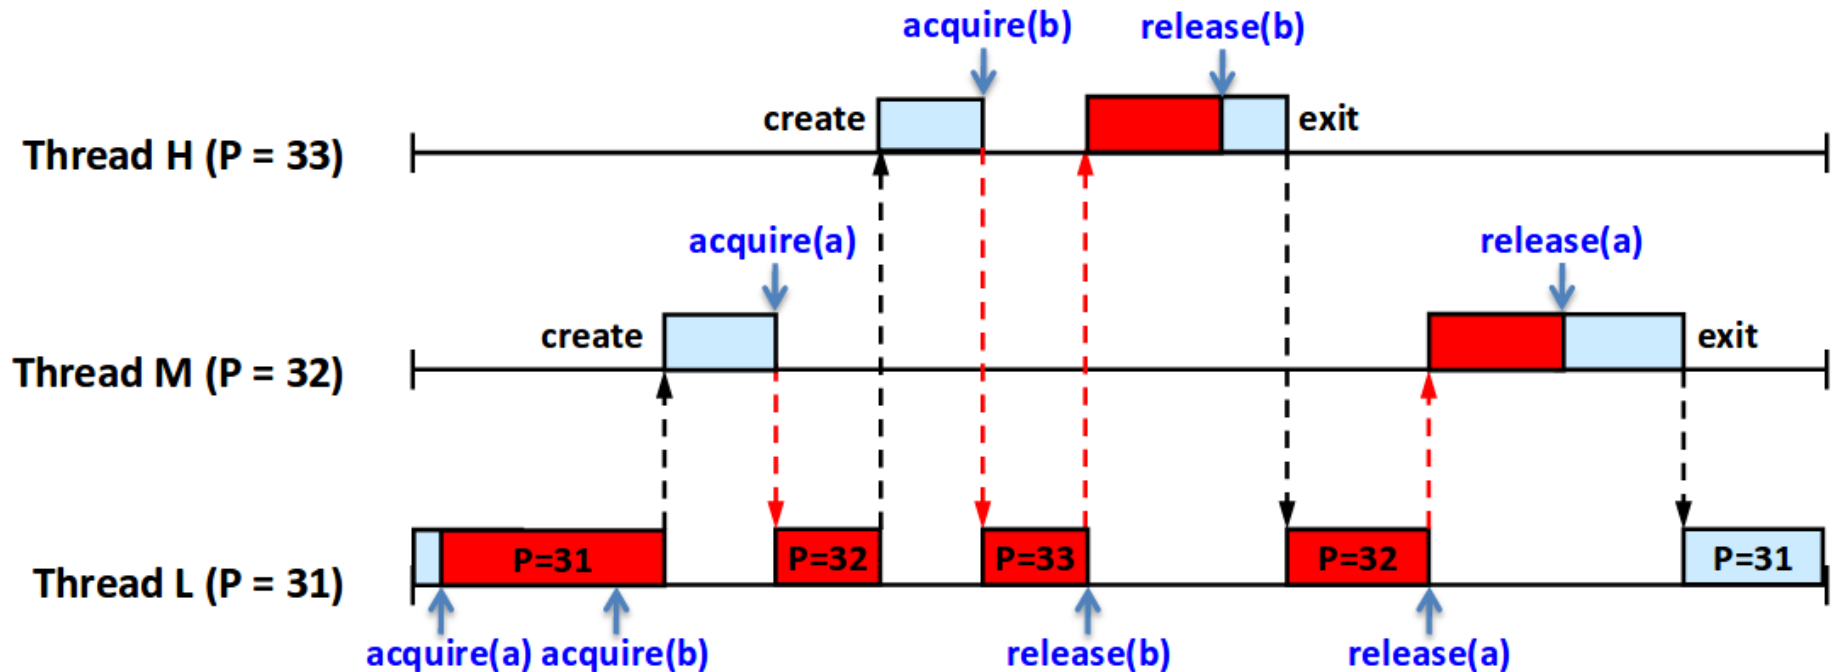 acquire(b) release(b)
create exit
Thread H (P = 33)
acquire(a) release(a)
create exit
Thread M (P = 32)
P=31 P=32 P=33 P=32 P=31
Thread L (P = 31)
acquire(a) acquire(b) release(b) release(a)